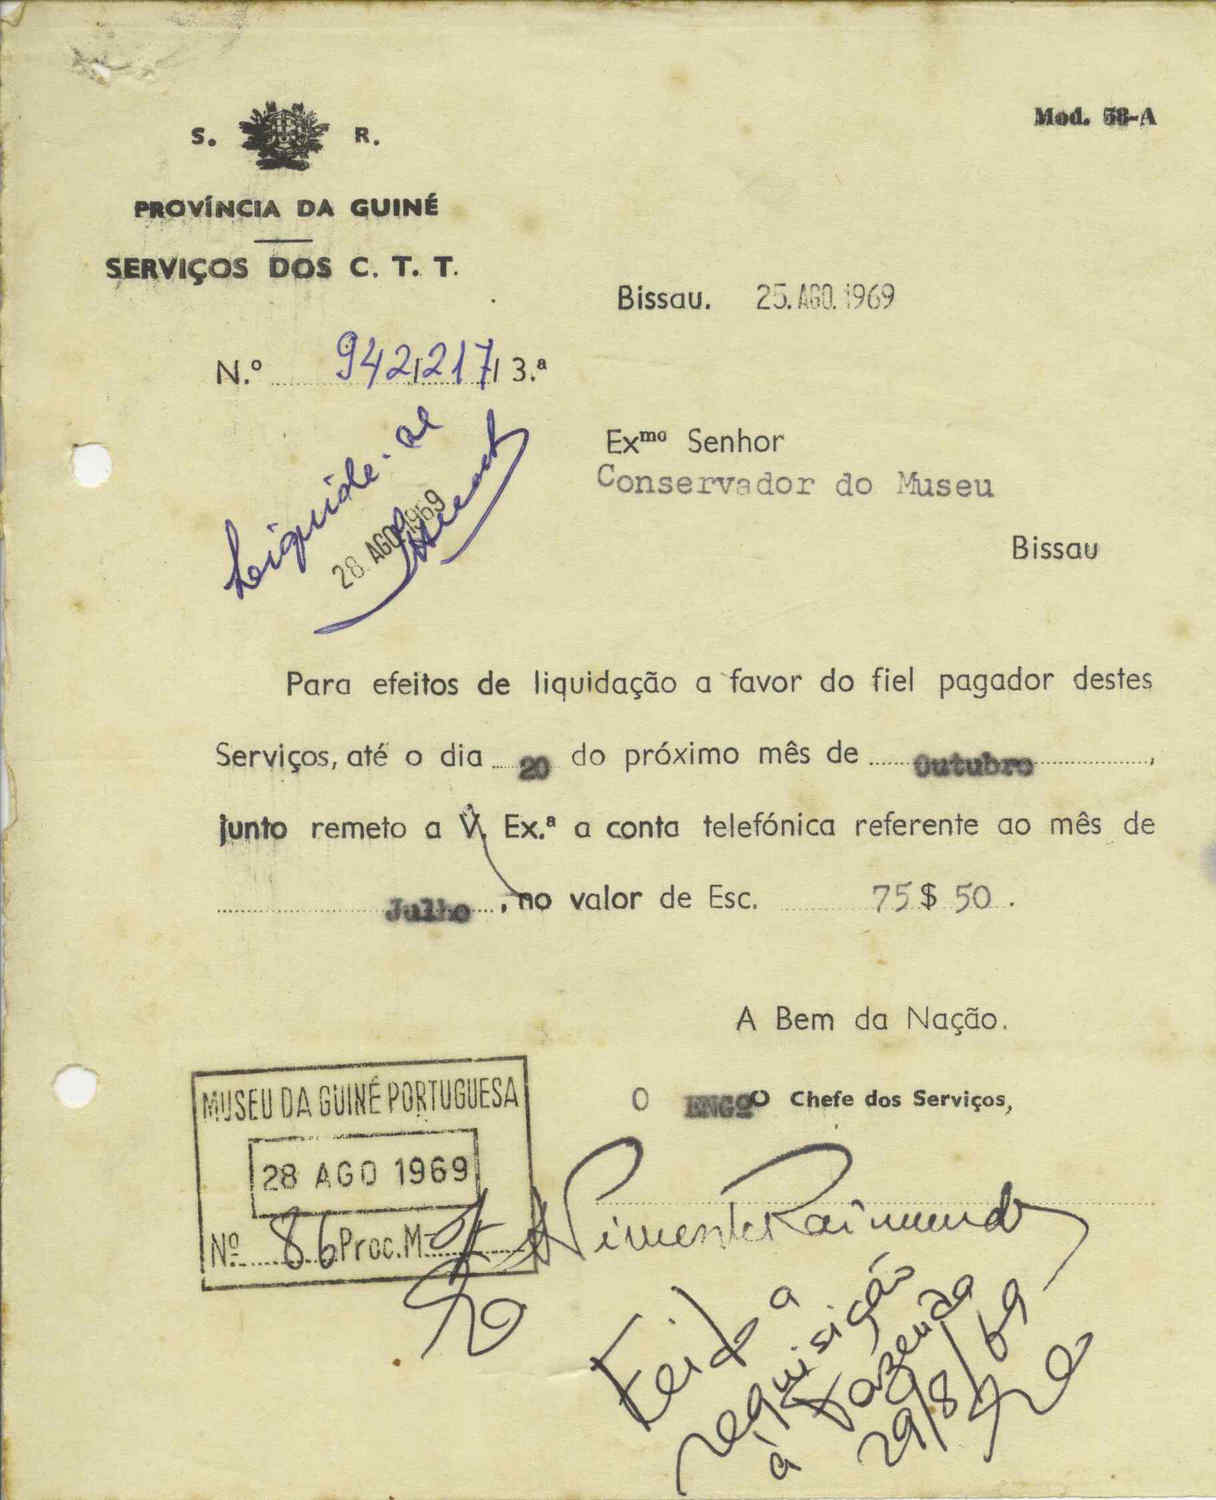 S. R.
Mod. 58-A
PROVÍNCIA DA GUINÉ
SERVIÇOS DOS C. T. T.
Bissau. 25. AGO. 1969
N.º 942/217/ 3.ª
Liquide-se
28. AGO. 1969
Exmo Senhor
Conservador do Museu
Bissau
Para efeitos de liquidação a favor do fiel pagador destes
Serviços, até o dia 20 do próximo mês de Outubro,
junto remeto a V. Ex.ª a conta telefónica referente ao mês de
Julho, no valor de Esc. 75$50.
A Bem da Nação.
O ENGºO Chefe dos Serviços,
MUSEU DA GUINÉ PORTUGUESA
28 AGO 1969
Nº 86 Proc. M-
Pimentel Raimundo
Feita a
requisição
à Fazenda
29/8/69